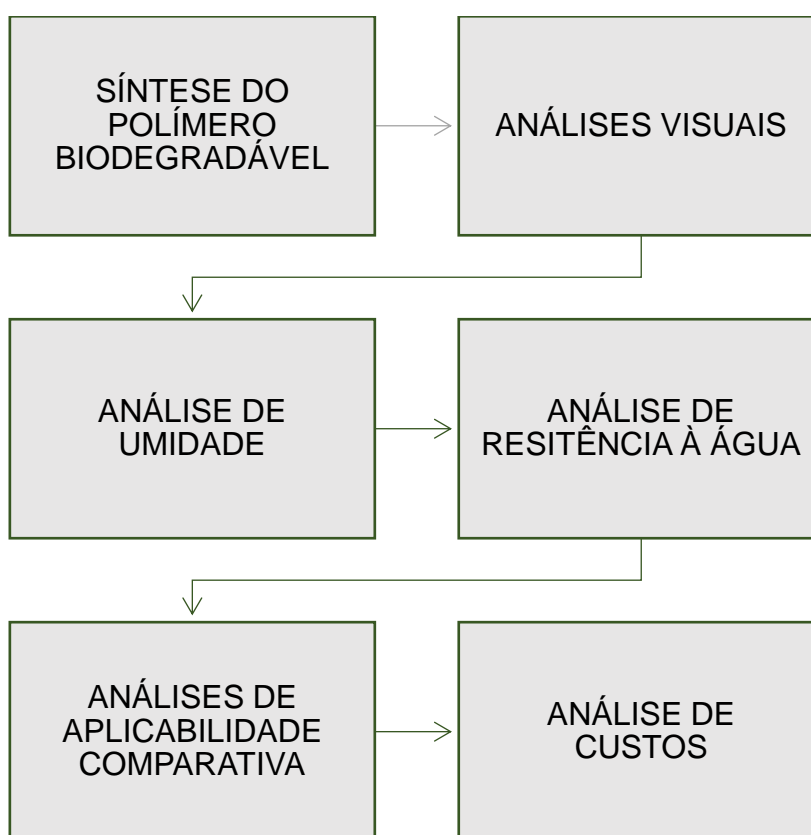 SÍNTESE DO
POLÍMERO
BIODEGRADÁVEL
ANÁLISES VISUAIS
ANÁLISE DE
UMIDADE
ANÁLISE DE
RESITÊNCIA À ÁGUA
ANÁLISES DE
APLICABILIDADE
COMPARATIVA
ANÁLISE DE
CUSTOS